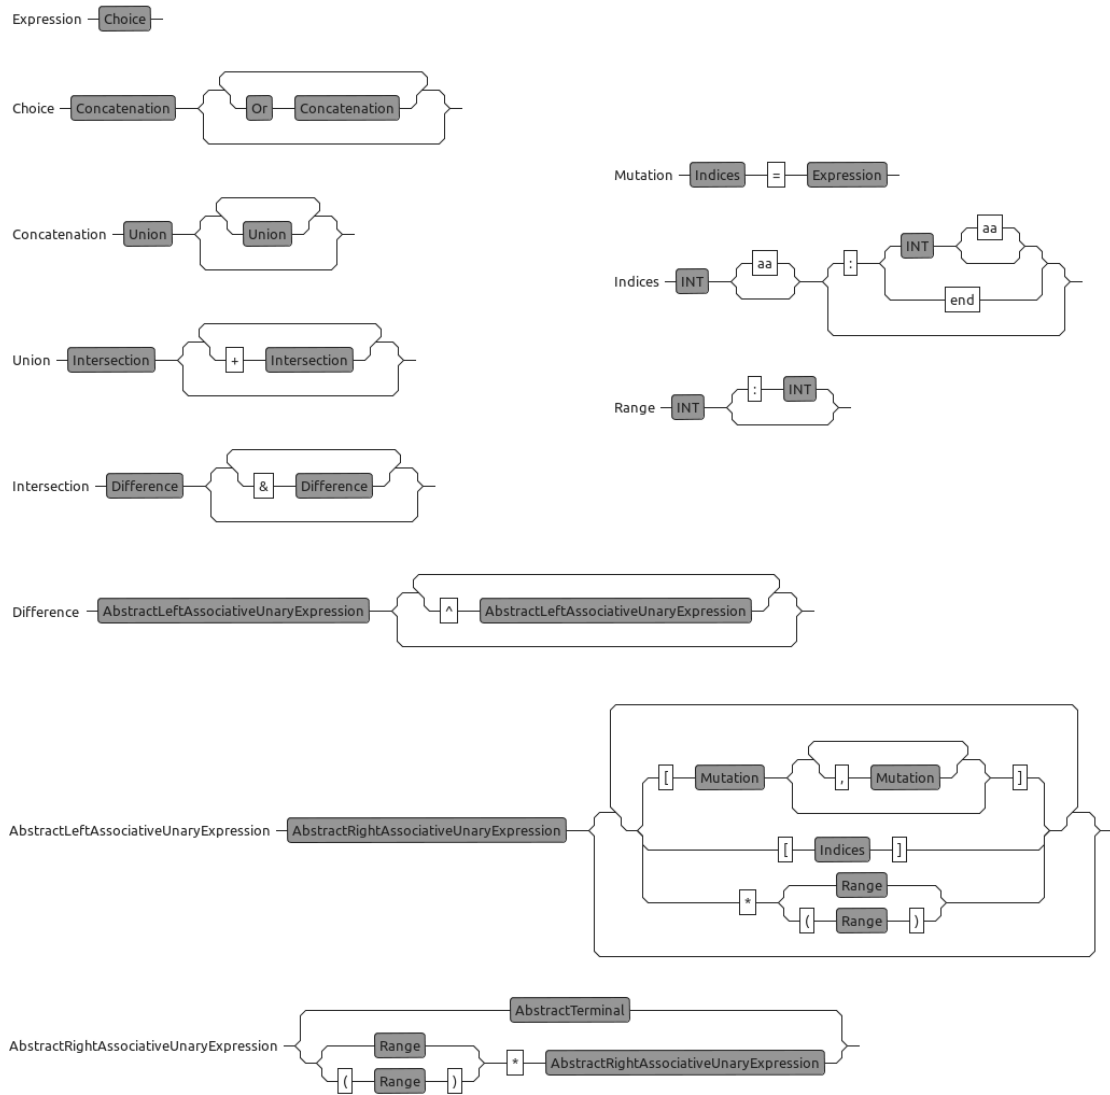 Expression Choice
Choice Concatenation Or Concatenation
Concatenation Union Union
Union Intersection + Intersection
Intersection Difference & Difference
Difference AbstractLeftAssociativeUnaryExpression ^ AbstractLeftAssociativeUnaryExpression
Mutation Indices = Expression
aa
INT
aa :
Indices INT
end
: INT
Range INT
[ Mutation , Mutation ]
AbstractLeftAssociativeUnaryExpression AbstractRightAssociativeUnaryExpression
[ Indices ]
Range
*
( Range )
AbstractTerminal
Range
AbstractRightAssociativeUnaryExpression * AbstractRightAssociativeUnaryExpression
( Range )